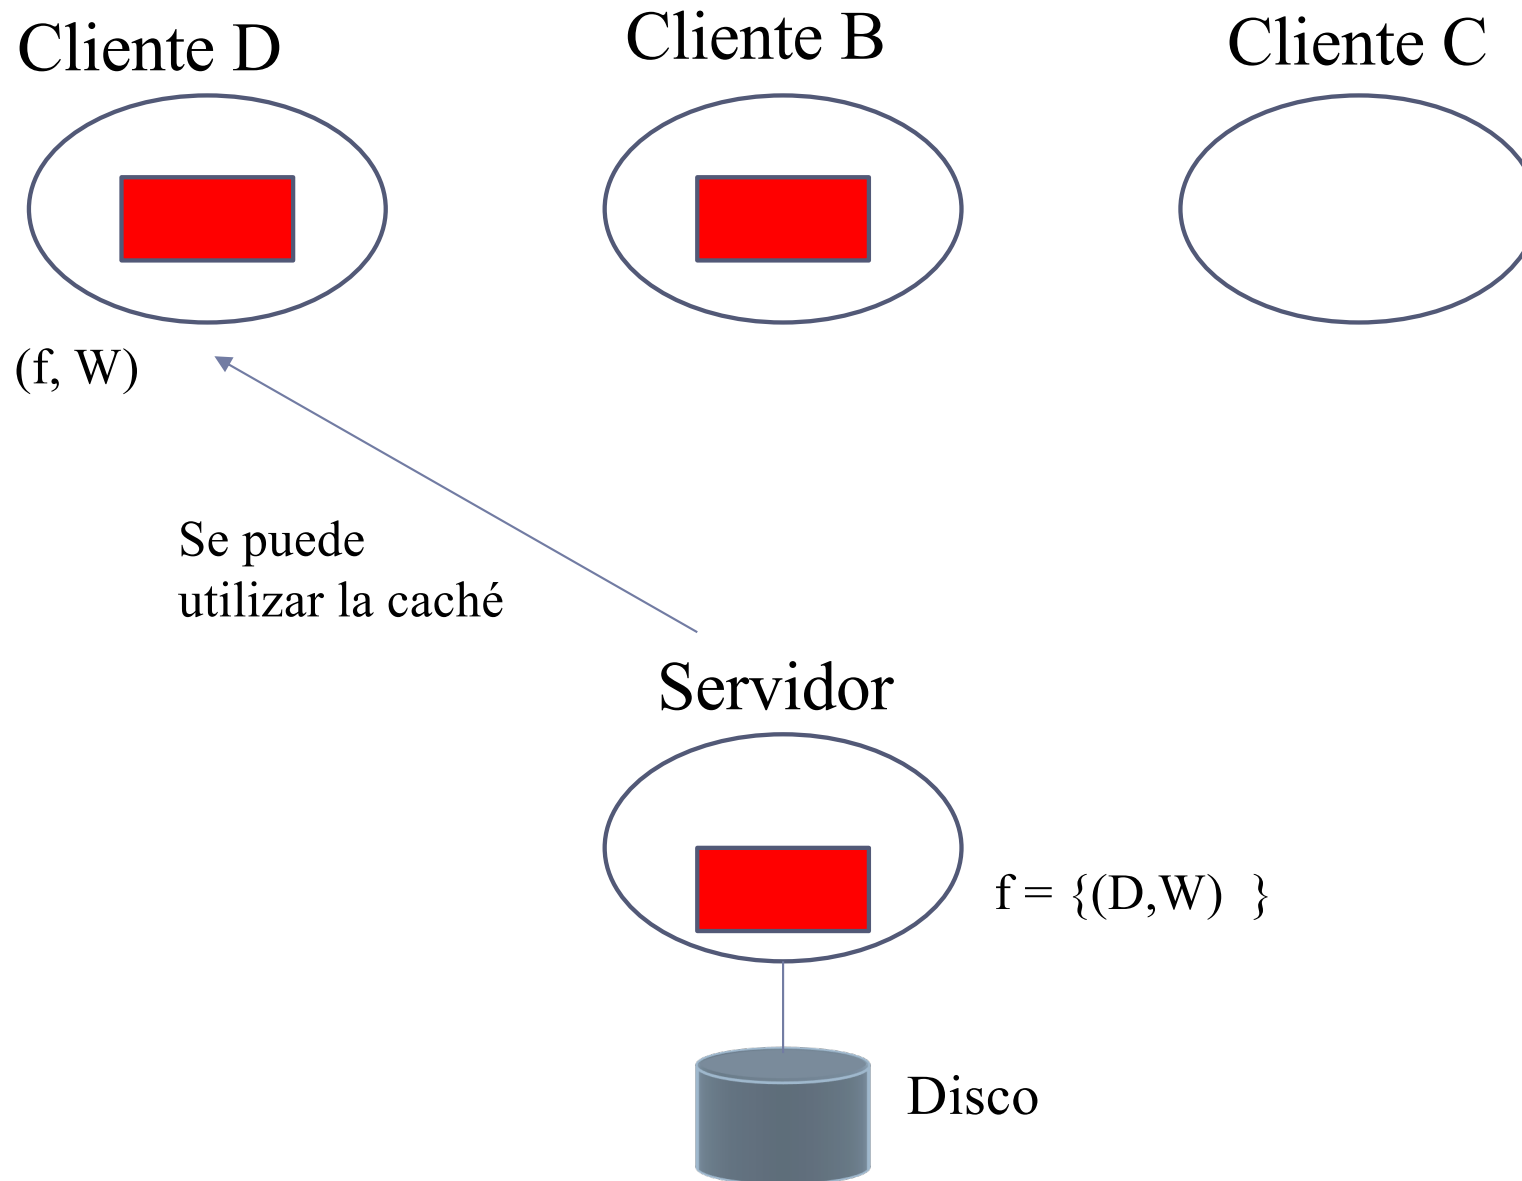 Cliente D
Cliente B
Cliente C
(f, W)
Se puede
utilizar la caché
Servidor
f = {(D,W)  }
Disco